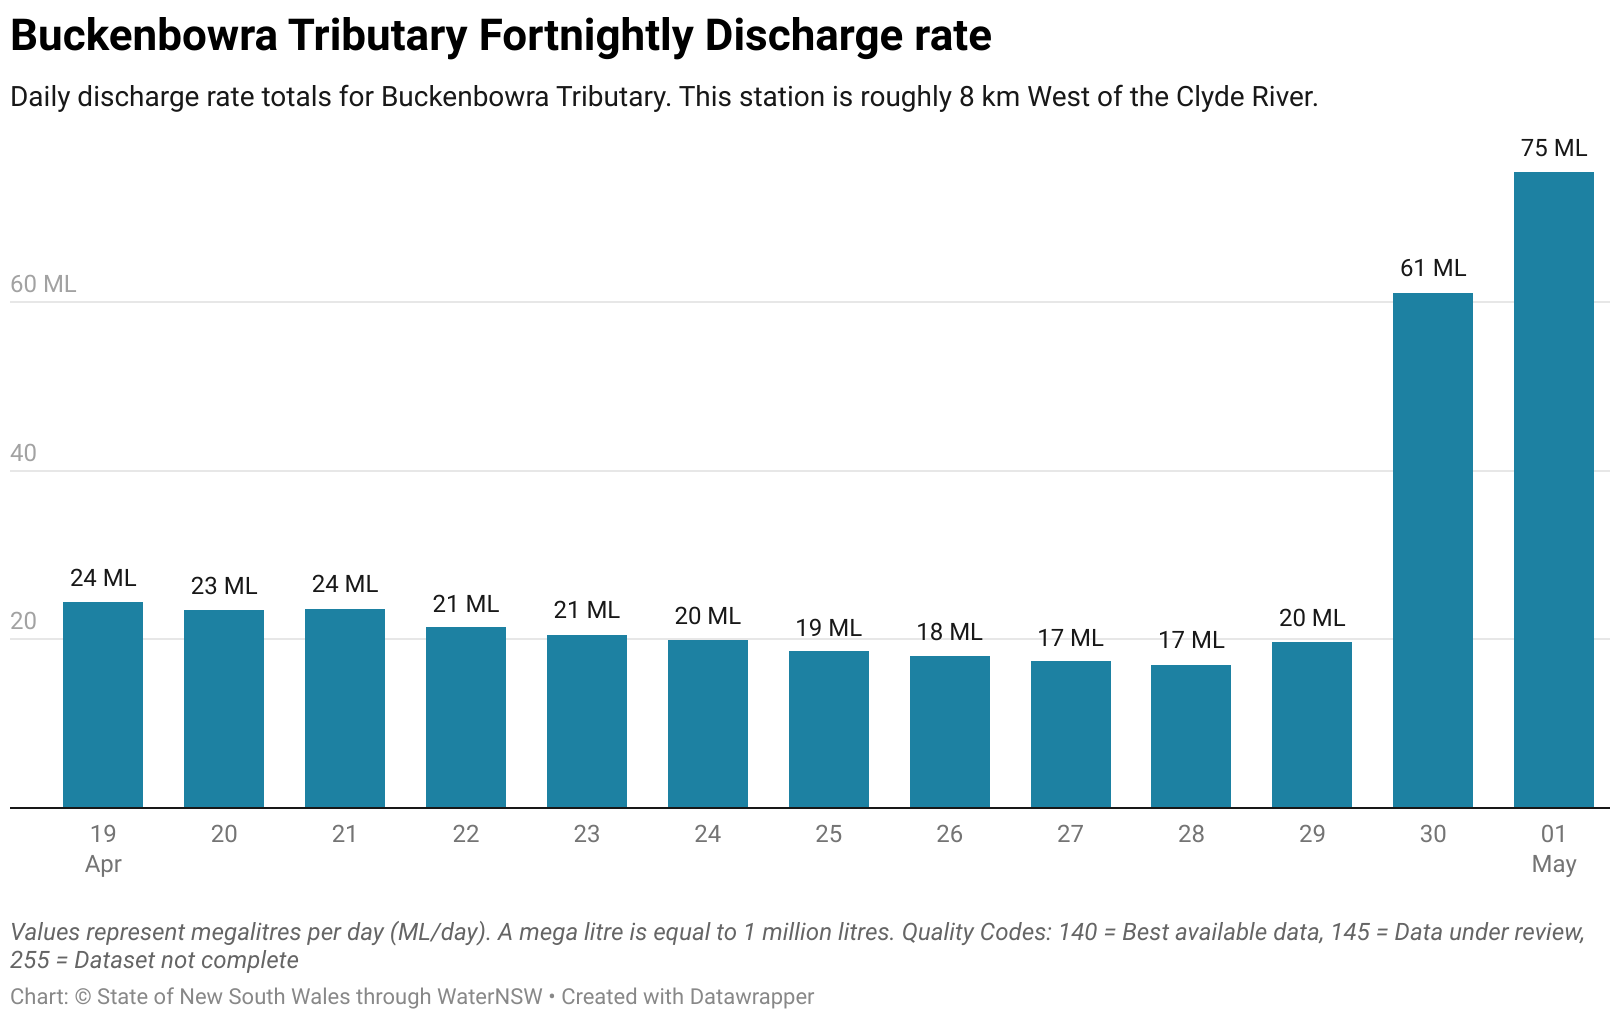 Buckenbowra Tributary Fortnightly Discharge rate
Daily discharge rate totals for Buckenbowra Tributary. This station is roughly 8 km West of the Clyde River.
75 ML
61 ML
60 ML
40
24 ML
23 ML
24 ML
21 ML
21 ML
20 ML
19 ML
18 ML
17 ML
17 ML
20 ML
20
19 20 21 22 23 24 25 26 27 28 29 30 01
Apr May
Values represent megalitres per day (ML/day). A mega litre is equal to 1 million litres. Quality Codes: 140 = Best available data, 145 = Data under review,
255 = Dataset not complete
Chart: © State of New South Wales through WaterNSW • Created with Datawrapper